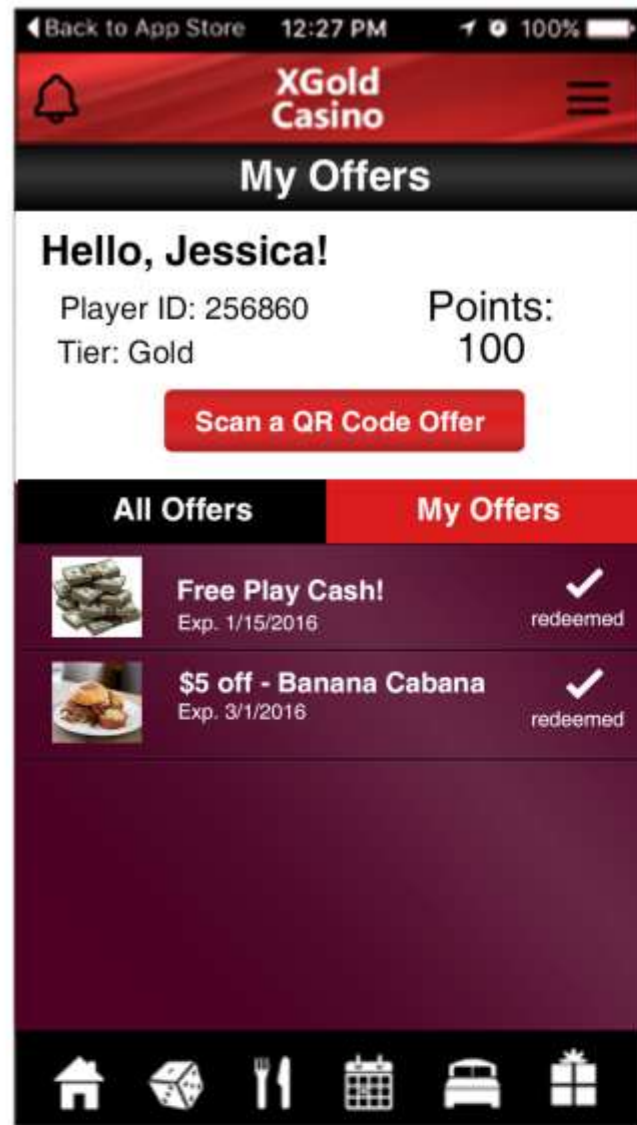 Back to App Store 12:27 PM 100%
XGold
Casino
My Offers
Hello, Jessica!
Player ID: 256860
Points:
Tier: Gold
100
Scan a QR Code Offer
All Offers My Offers
Free Play Cash!
Exp. 1/15/2016
redeemed
$5 off - Banana Cabana
Exp. 3/1/2016
redeemed